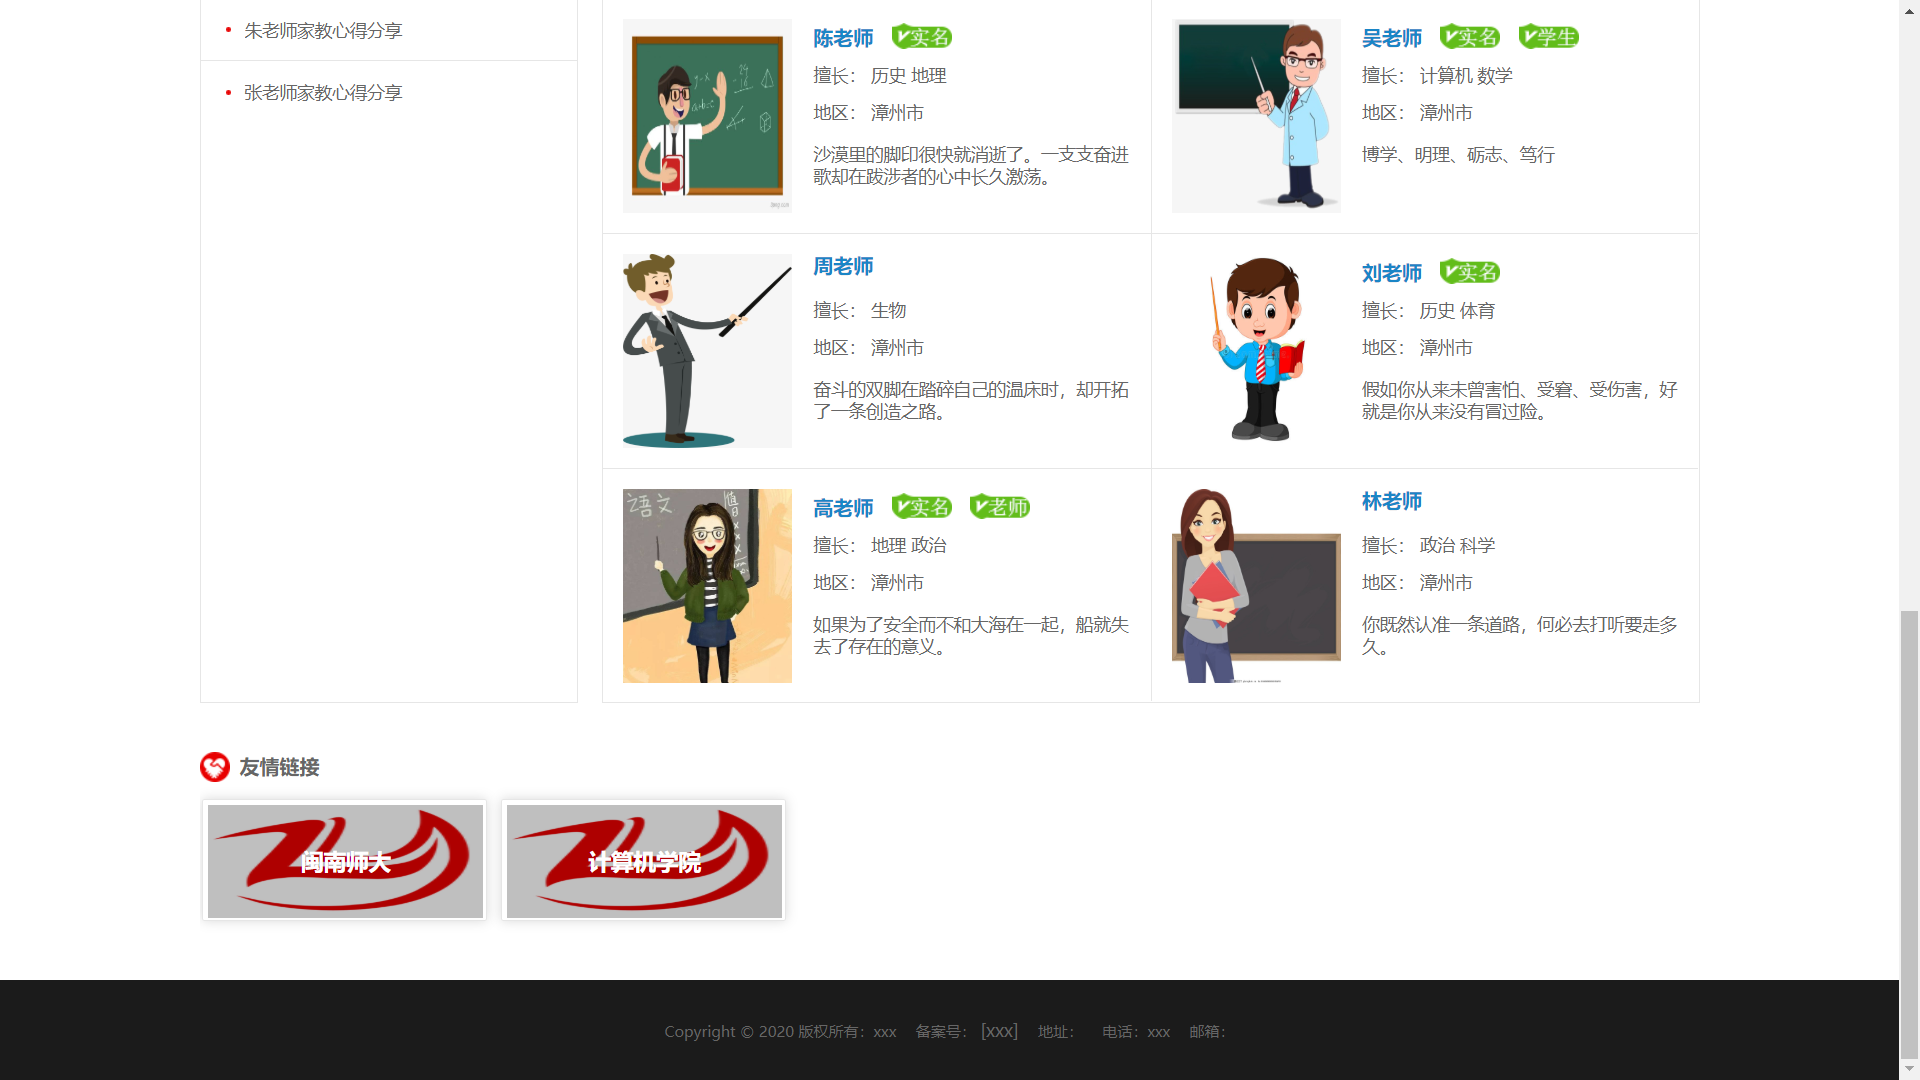 朱老师家教心得分享
张老师家教心得分享
陈老师 实名
擅长： 历史 地理
地区： 漳州市
沙漠里的脚印很快就消逝了。一支支奋进
歌却在跋涉者的心中长久激荡。
吴老师 实名 学生
擅长： 计算机 数学
地区： 漳州市
博学、明理、砺志、笃行
周老师
擅长： 生物
地区： 漳州市
奋斗的双脚在踏碎自己的温床时，却开拓
了一条创造之路。
刘老师 实名
擅长： 历史 体育
地区： 漳州市
假如你从来未曾害怕、受窘、受伤害，好
就是你从来没有冒过险。
语文
高老师 实名 老师
擅长： 地理 政治
地区： 漳州市
如果为了安全而不和大海在一起，船就失
去了存在的意义。
林老师
擅长： 政治 科学
地区： 漳州市
你既然认准一条道路，何必去打听要走多
久。
友情链接
闽南师大
计算机学院
Copyright © 2020 版权所有：xxx 备案号： [xxx] 地址： 电话：xxx 邮箱：